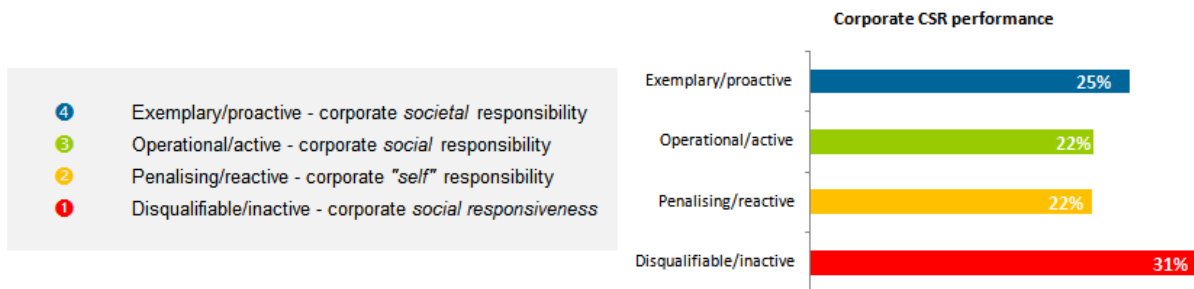 Corporate CSR performance
4 Exemplary/proactive - corporate societal responsibility
3 Operational/active - corporate social responsibility
2 Penalising/reactive - corporate "self" responsibility
1 Disqualifiable/inactive - corporate social responsiveness
Exemplary/proactive 25%
Operational/active 22%
Penalising/reactive 22%
Disqualifiable/inactive 31%